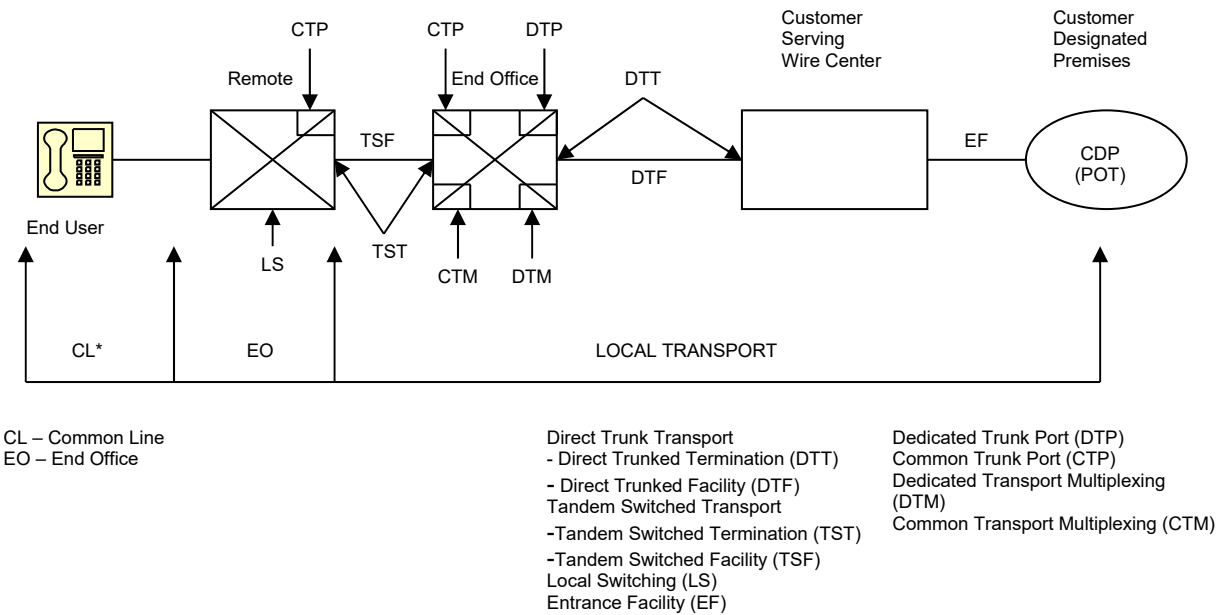 Customer
Serving
Wire Center
Customer
Designated
Premises
CTP
CTP
DTP
Remote
End Office
DTT
TSF
DTF
EF
CDP
(POT)
End User
LS
TST
CTM
DTM
CL*
EO
LOCAL TRANSPORT
CL – Common Line
EO – End Office
Direct Trunk Transport
- Direct Trunked Termination (DTT)
- Direct Trunked Facility (DTF)
Tandem Switched Transport
-Tandem Switched Termination (TST)
-Tandem Switched Facility (TSF)
Local Switching (LS)
Entrance Facility (EF)
Dedicated Trunk Port (DTP)
Common Trunk Port (CTP)
Dedicated Transport Multiplexing
(DTM)
Common Transport Multiplexing (CTM)